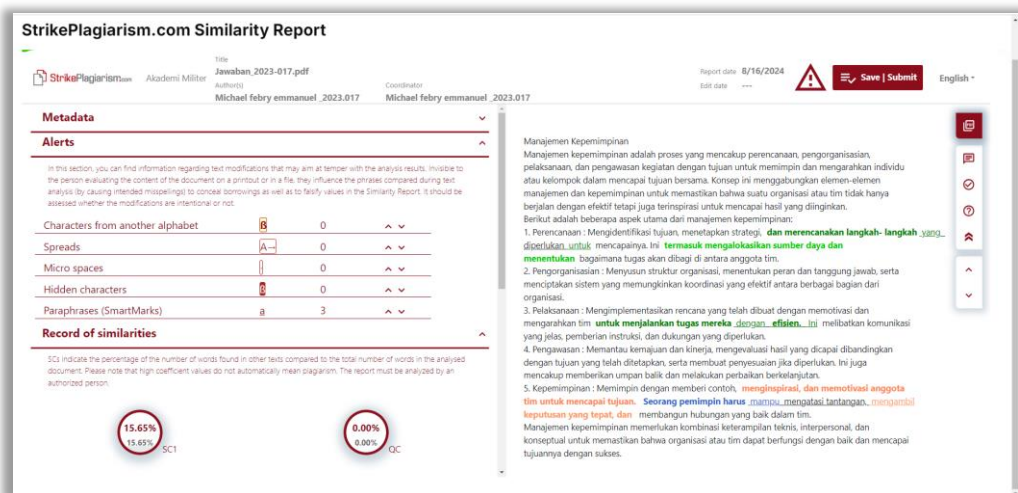 StrikePlagiarism.com Similarity Report
StrikePlagiarism.com
Akademi Militer
Title
Jawaban_2023-017.pdf
Author(s)
Michael febry emmanuel _2023.017
Coordinator
Michael febry emmanuel _2023.017
Report date 8/16/2024
Edit date ---
Save | Submit
English
Metadata
Alerts
In this section, you can find information regarding text modifications that may aim at temper with the analysis results. Invisible to
the person evaluating the content of the document on a printout or in a file, they influence the phrases compared during text
analysis (by causing intended misspellings) to conceal borrowings as well as to falsify values in the Similarity Report. It should be
assessed whether the modifications are intentional or not.
Characters from another alphabet ß 0
Spreads A→ 0
Micro spaces 0
Hidden characters ß 0
Paraphrases (SmartMarks) a 3
Record of similarities
SCs indicate the percentage of the number of words found in other texts compared to the total number of words in the analysed
document. Please note that high coefficient values do not automatically mean plagiarism. The report must be analyzed by an
authorized person.
15.65%
15.65%
SC1
0.00%
0.00%
QC
Manajemen Kepemimpinan
Manajemen kepemimpinan adalah proses yang mencakup perencanaan, pengorganisasian,
pelaksanaan, dan pengawasan kegiatan dengan tujuan untuk memimpin dan mengarahkan individu
atau kelompok dalam mencapai tujuan bersama. Konsep ini menggabungkan elemen-elemen
manajemen dan kepemimpinan untuk memastikan bahwa suatu organisasi atau tim tidak hanya
berjalan dengan efektif tetapi juga terinspirasi untuk mencapai hasil yang diinginkan.
Berikut adalah beberapa aspek utama dari manajemen kepemimpinan:
1. Perencanaan : Mengidentifikasi tujuan, menetapkan strategi, dan merencanakan langkah- langkah yang
diperlukan untuk mencapainya. Ini termasuk mengalokasikan sumber daya dan
menentukan bagaimana tugas akan dibagi di antara anggota tim.
2. Pengorganisasian : Menyusun struktur organisasi, menentukan peran dan tanggung jawab, serta
menciptakan sistem yang memungkinkan koordinasi yang efektif antara berbagai bagian dari
organisasi.
3. Pelaksanaan : Mengimplementasikan rencana yang telah dibuat dengan memotivasi dan
mengarahkan tim untuk menjalankan tugas mereka dengan efisien. Ini melibatkan komunikasi
yang jelas, pemberian instruksi, dan dukungan yang diperlukan.
4. Pengawasan : Memantau kemajuan dan kinerja, mengevaluasi hasil yang dicapai dibandingkan
dengan tujuan yang telah ditetapkan, serta membuat penyesuaian jika diperlukan. Ini juga
mencakup memberikan umpan balik dan melakukan perbaikan berkelanjutan.
5. Kepemimpinan : Memimpin dengan memberi contoh, menginspirasi, dan memotivasi anggota
tim untuk mencapai tujuan. Seorang pemimpin harus mampu mengatasi tantangan, mengambil
keputusan yang tepat, dan membangun hubungan yang baik dalam tim.
Manajemen kepemimpinan memerlukan kombinasi keterampilan teknis, interpersonal, dan
konseptual untuk memastikan bahwa organisasi atau tim dapat berfungsi dengan baik dan mencapai
tujuannya dengan sukses.